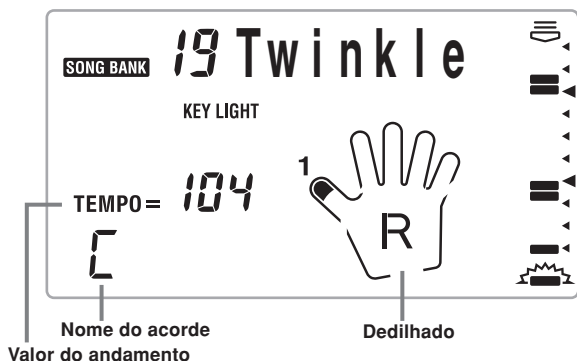 SONG BANK 19 Twinkle
KEY LIGHT
1
TEMPO = 104
R
C
Nome do acorde
Dedilhado
Valor do andamento